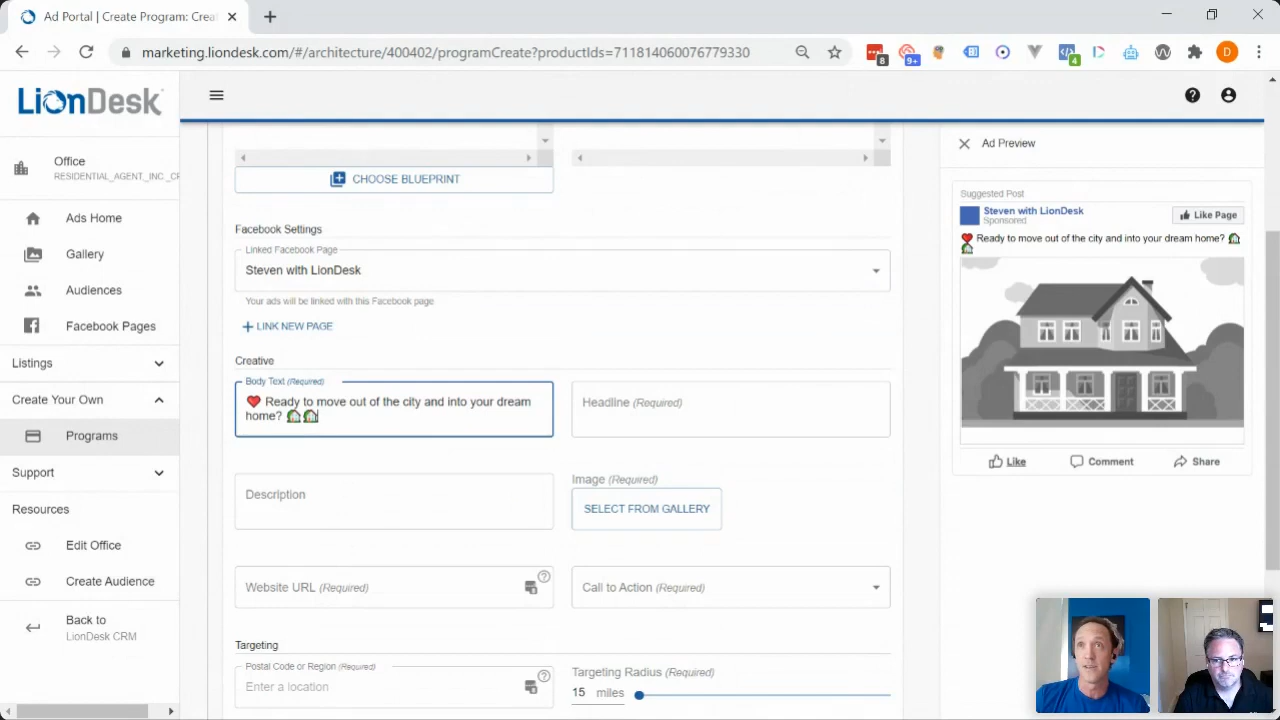 Ad Portal | Create Program: Crea
marketing.liondesk.com/#/architecture/400402/programCreate?productIds=711814060076779330
8
9+
4
D
LionDesk
Office
RESIDENTIAL_AGENT_INC_CF
Ads Home
Gallery
Audiences
Facebook Pages
Listings
Create Your Own
Programs
Support
Resources
Edit Office
Create Audience
Back to
LionDesk CRM
CHOOSE BLUEPRINT
Facebook Settings
Linked Facebook Page
Steven with LionDesk
Your ads will be linked with this Facebook page
LINK NEW PAGE
Creative
Body Text (Required)
❤️ Ready to move out of the city and into your dream
home? 🏡🏡
Headline (Required)
Description
Image (Required)
SELECT FROM GALLERY
Website URL (Required)
Call to Action (Required)
Targeting
Postal Code or Region (Required)
Enter a location
Targeting Radius (Required)
15 miles
Ad Preview
Suggested Post
Steven with LionDesk
Sponsored
Like Page
❤️ Ready to move out of the city and into your dream home? 🏡
🏡
Like
Comment
Share